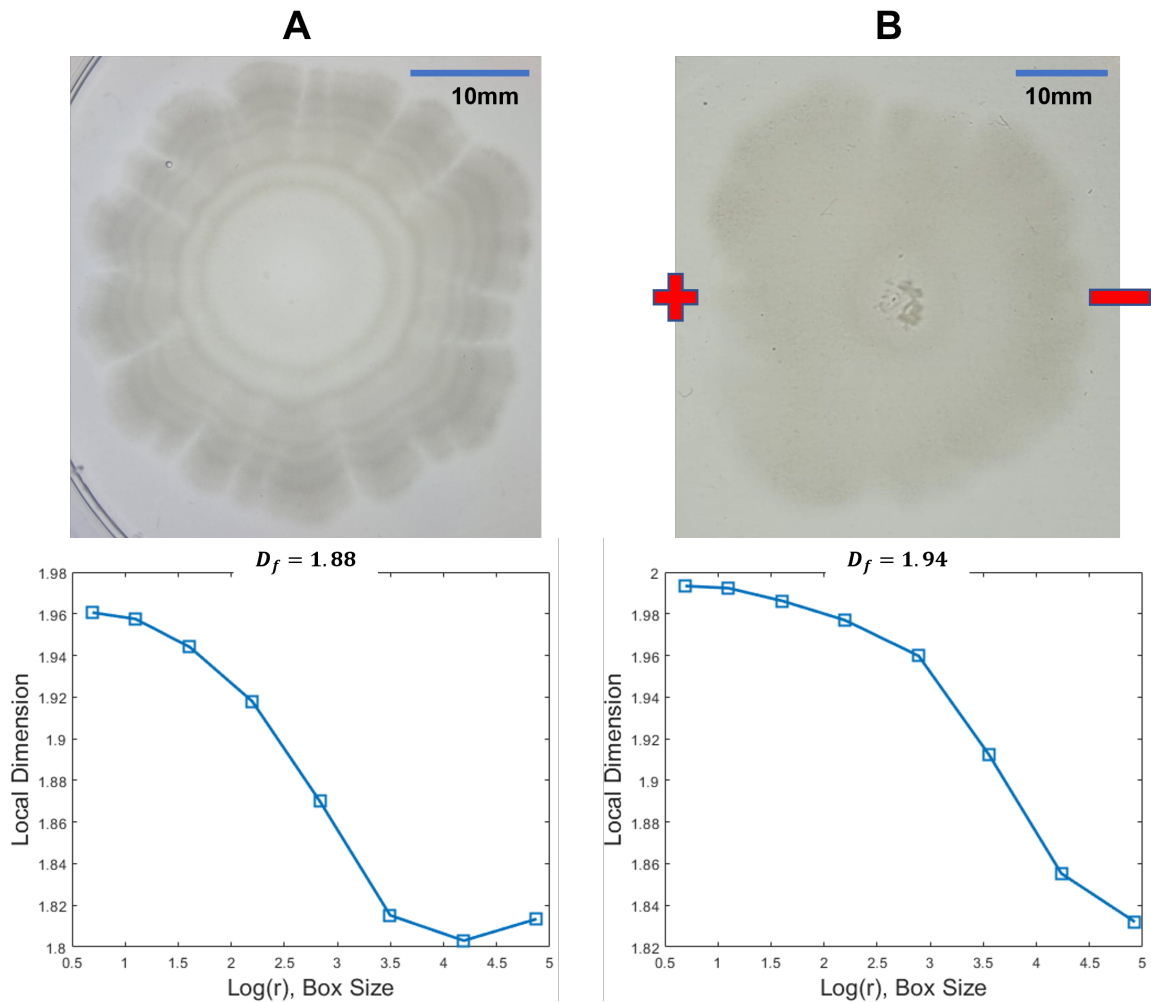 A
B
10mm
10mm
D_f = 1.88
D_f = 1.94
1.98
1.96
1.94
1.92
1.9
1.88
1.86
1.84
1.82
1.8
Local Dimension
0.5 1 1.5 2 2.5 3 3.5 4 4.5 5
Log(r), Box Size
2
1.98
1.96
1.94
1.92
1.9
1.88
1.86
1.84
1.82
Local Dimension
0.5 1 1.5 2 2.5 3 3.5 4 4.5 5
Log(r), Box Size